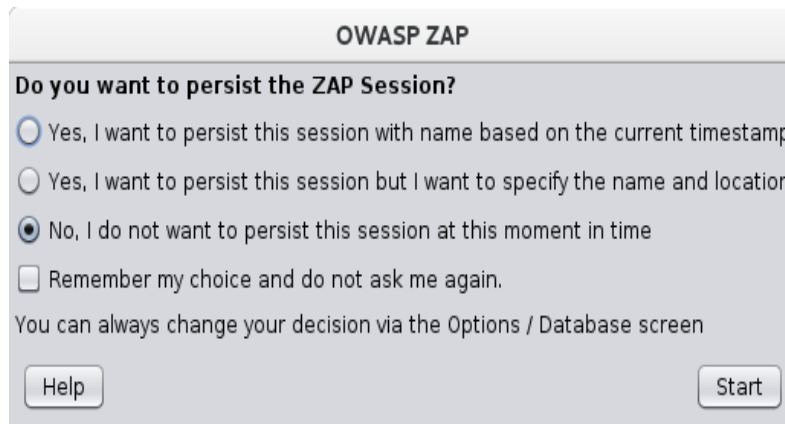 OWASP ZAP
Do you want to persist the ZAP Session?
Yes, I want to persist this session with name based on the current timestamp
Yes, I want to persist this session but I want to specify the name and location
No, I do not want to persist this session at this moment in time
Remember my choice and do not ask me again.
You can always change your decision via the Options / Database screen
Help
Start